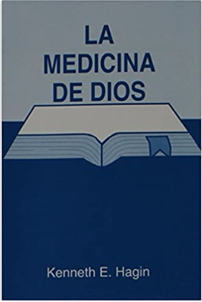 LA
MEDICINA
DE DIOS
Kenneth E. Hagin